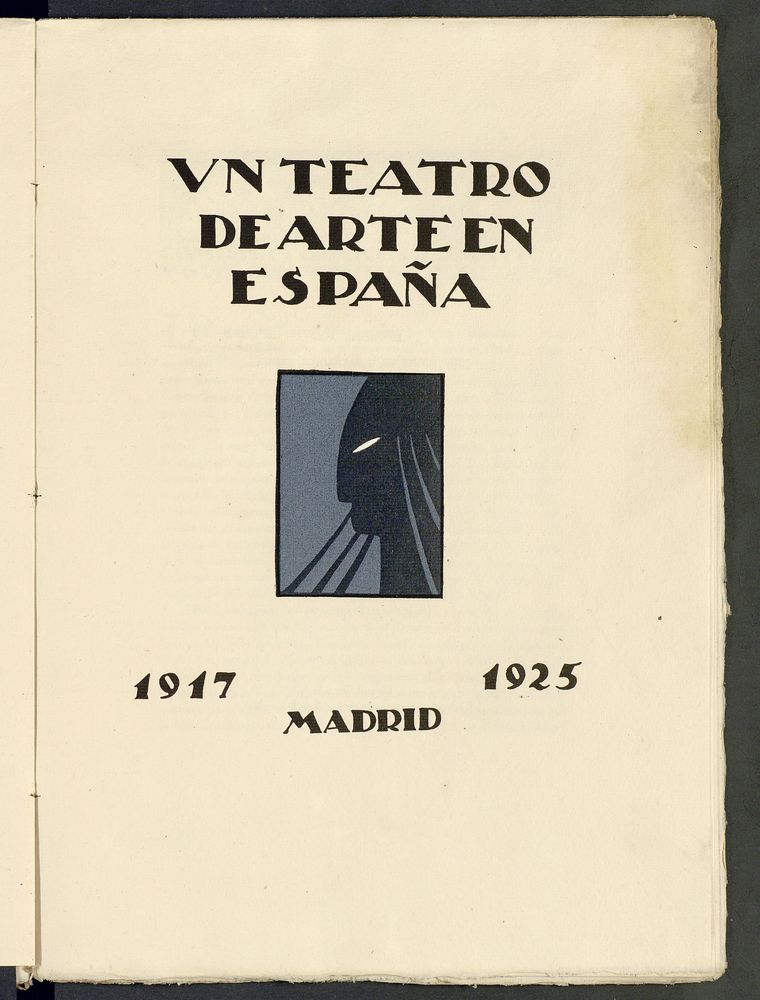 VN TEATRO
DE ARTE EN
ESPAÑA
1917 1925
MADRID